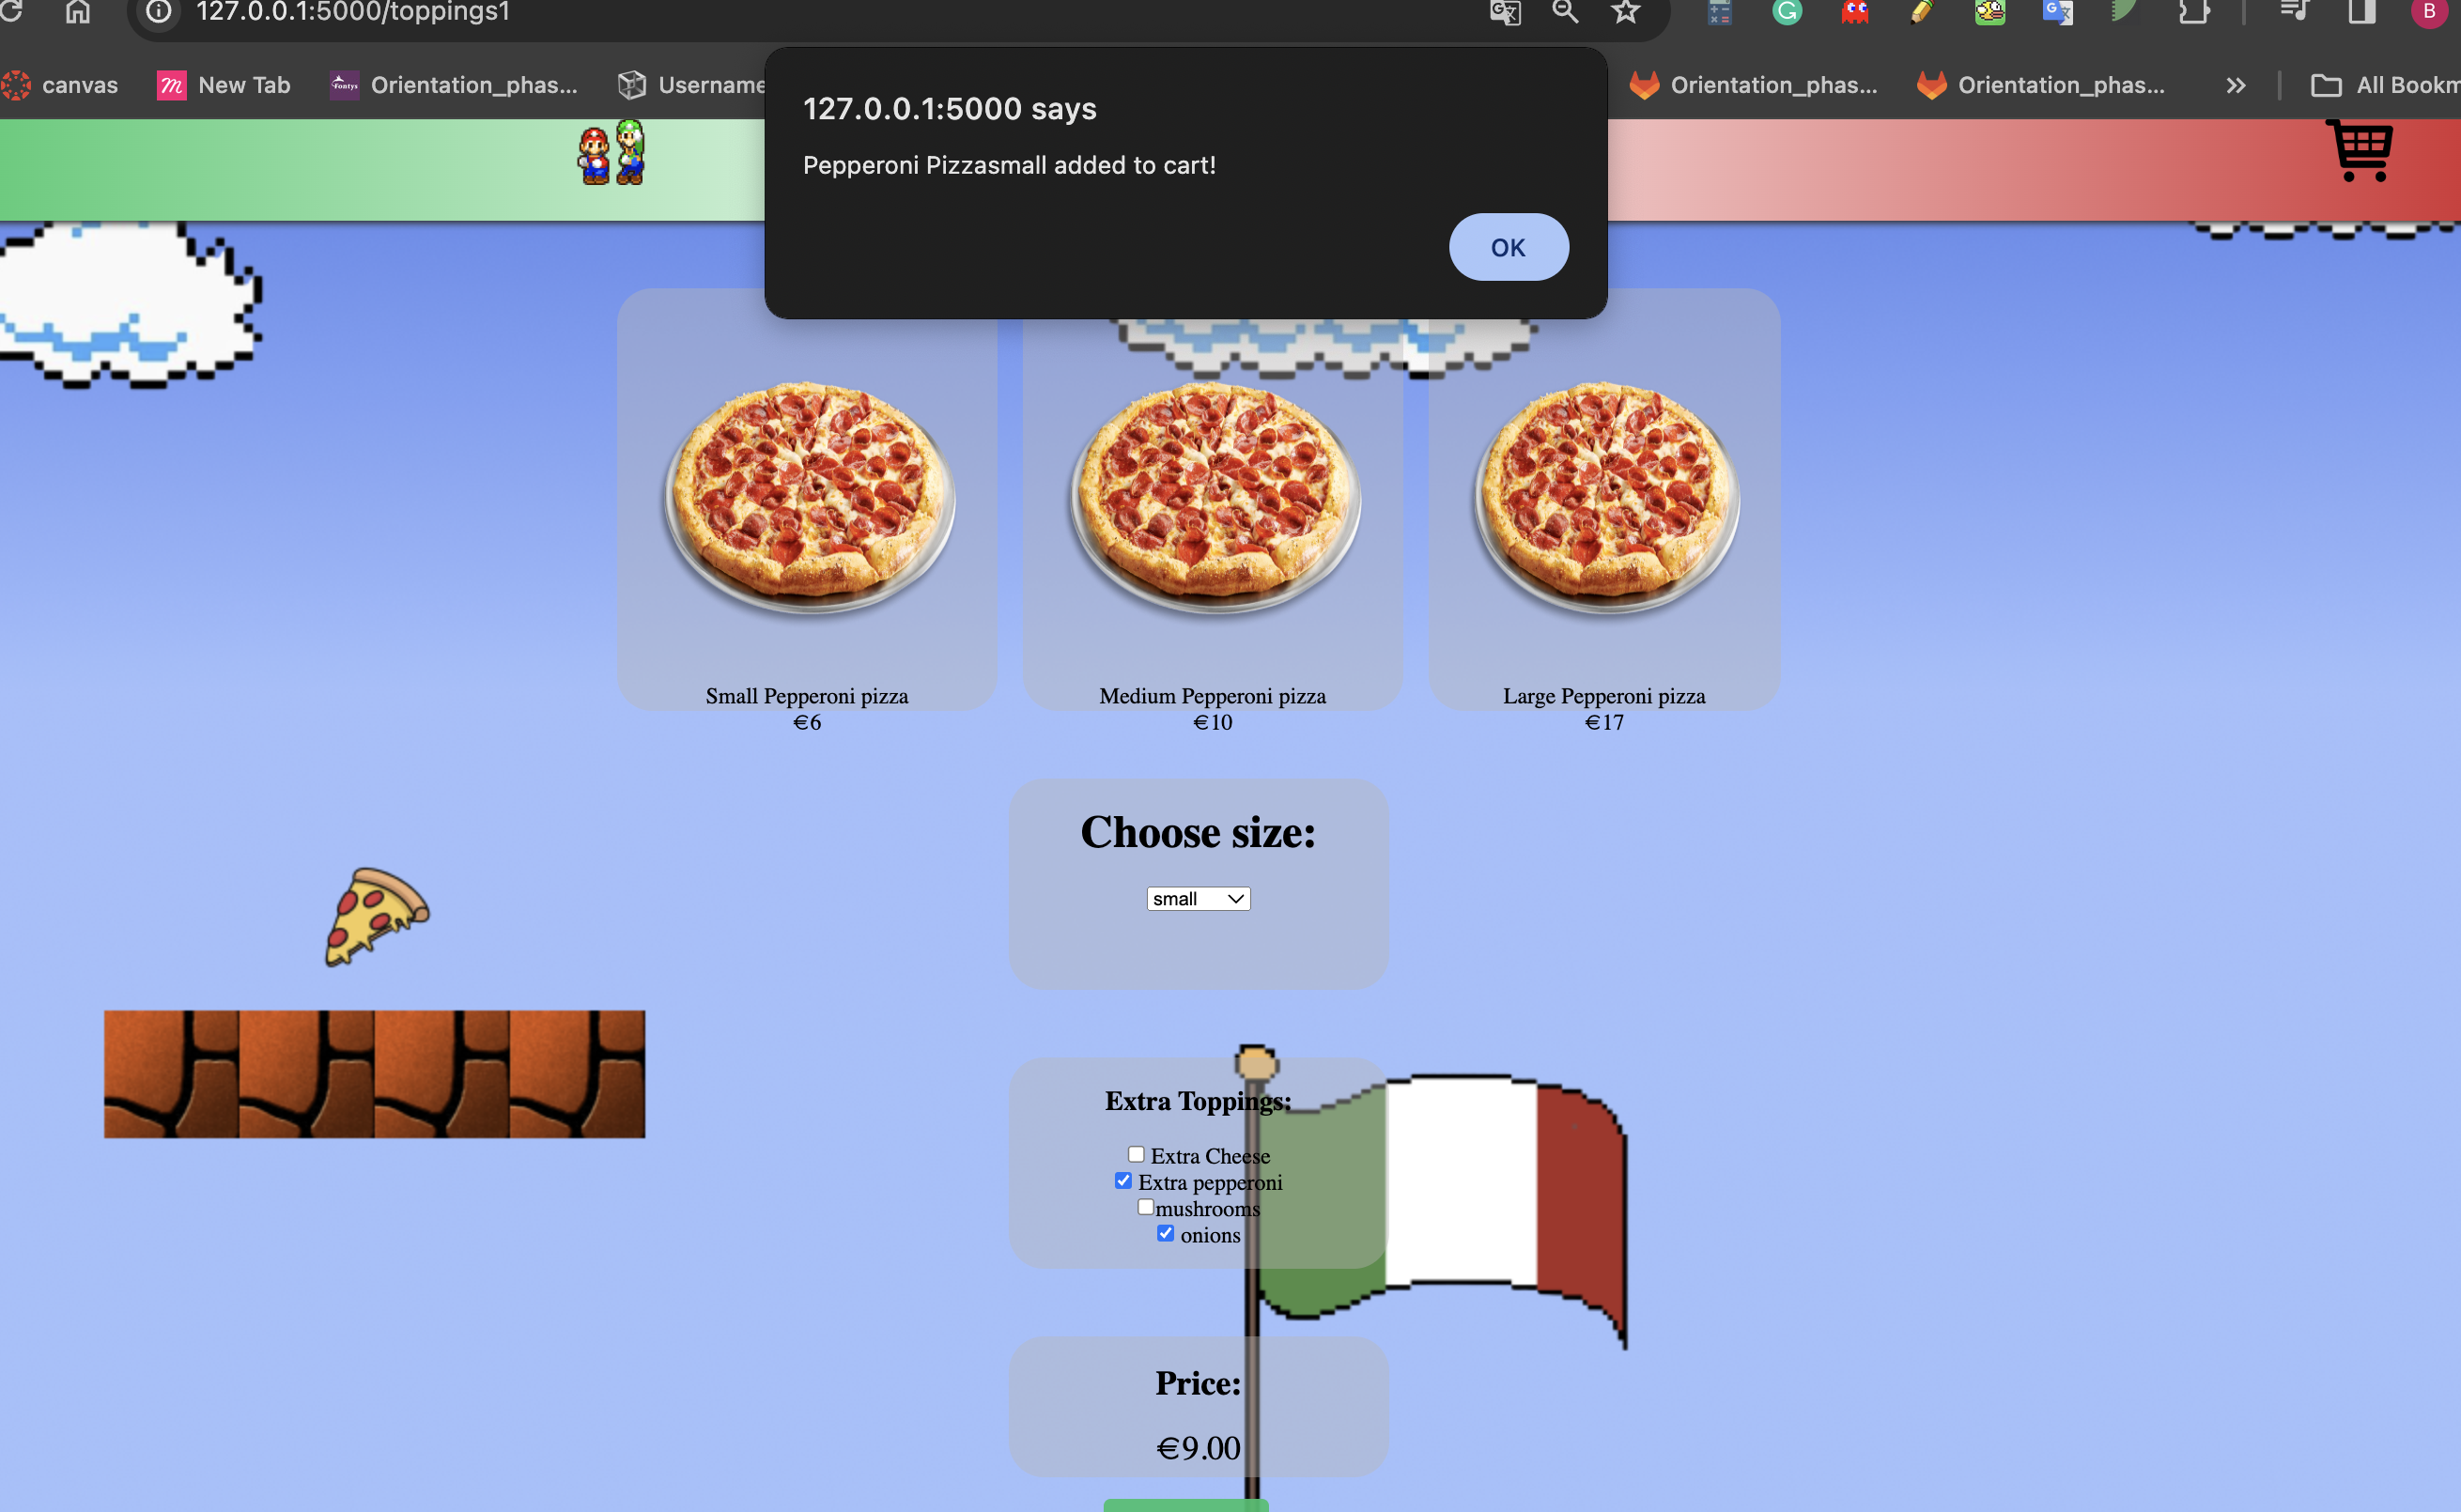 127.0.0.1:5000/toppings1
B
canvas
New Tab
Orientation_phas...
Username
Orientation_phas...
Orientation_phas...
»
All Bookm
127.0.0.1:5000 says
Pepperoni Pizzasmall added to cart!
OK
Small Pepperoni pizza
€6
Medium Pepperoni pizza
€10
Large Pepperoni pizza
€17
Choose size:
small
Extra Toppings:
Extra Cheese
Extra pepperoni
mushrooms
onions
Price:
€9.00